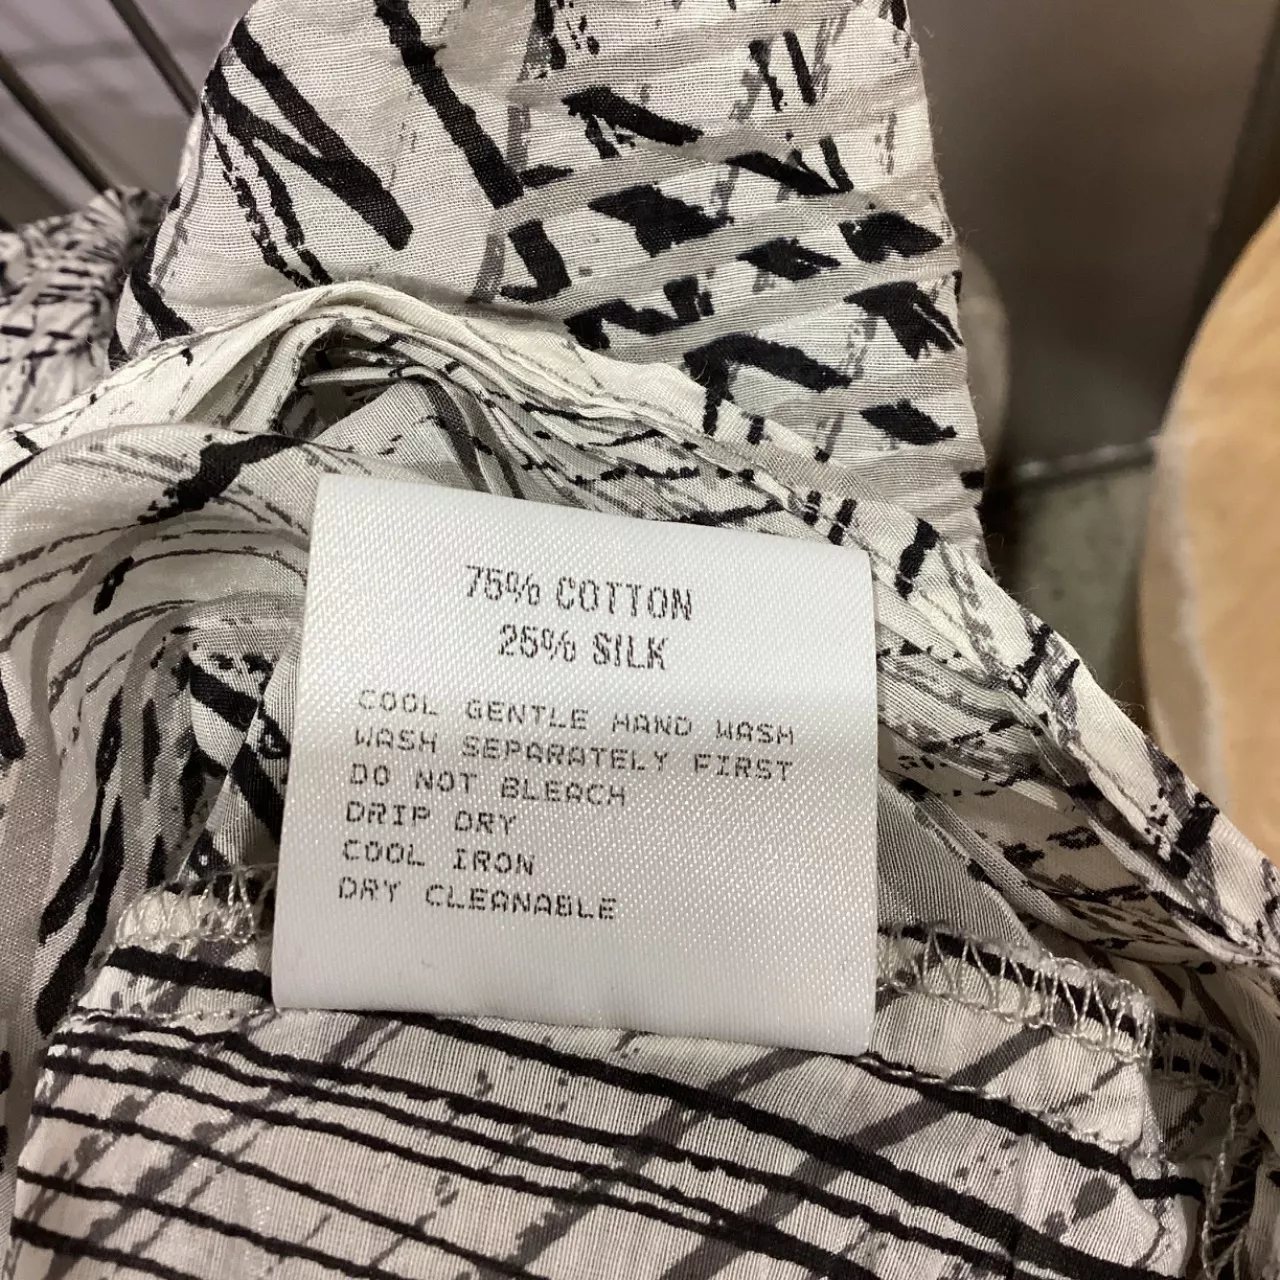 75% COTTON
25% SILK
COOL GENTLE HAND WASH
WASH SEPARATELY FIRST
DO NOT BLEACH
DRIP DRY
COOL IRON
DRY CLEANABLE